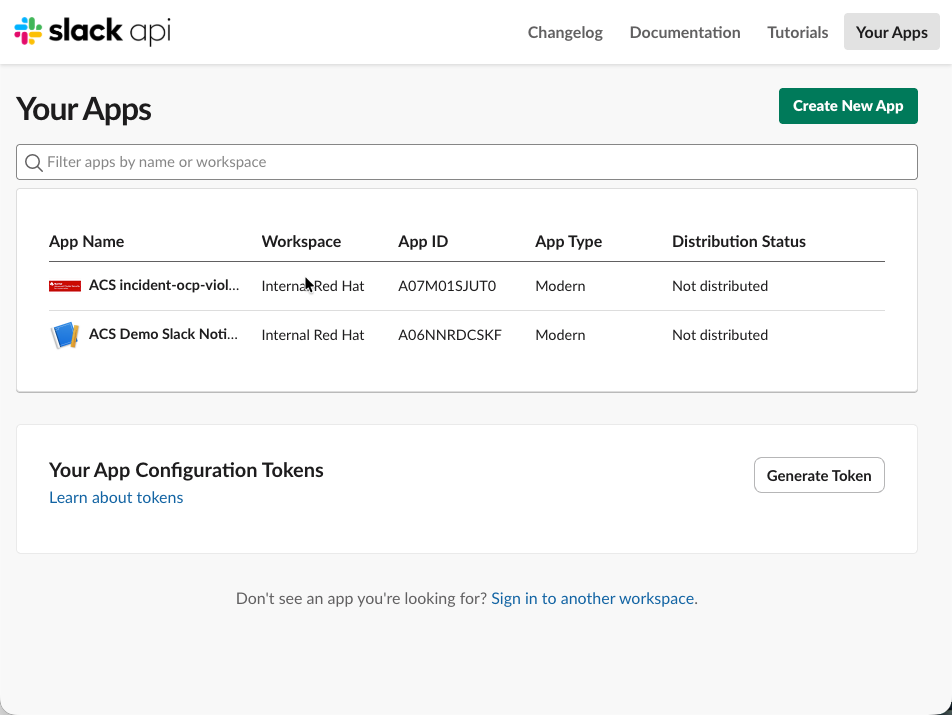 slack api
Changelog Documentation Tutorials Your Apps
Your Apps
Create New App
Filter apps by name or workspace
App Name Workspace App ID App Type Distribution Status
ACS incident-ocp-viol... Internal Red Hat A07M01SJUT0 Modern Not distributed
ACS Demo Slack Noti... Internal Red Hat A06NNRDCSKF Modern Not distributed
Your App Configuration Tokens
Generate Token
Learn about tokens
Don't see an app you're looking for? Sign in to another workspace.